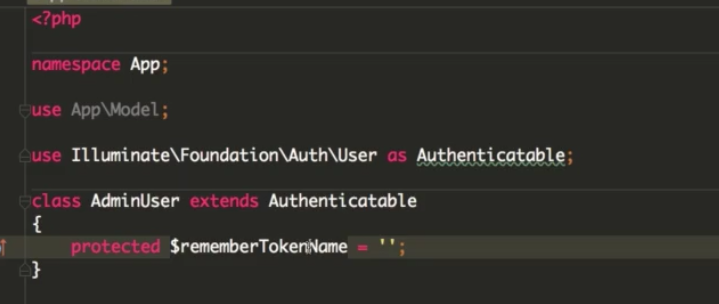 <?php
namespace App;
use App\Model;
use Illuminate\Foundation\Auth\User as Authenticatable;
class AdminUser extends Authenticatable
{
protected $rememberTokenName = '';
}